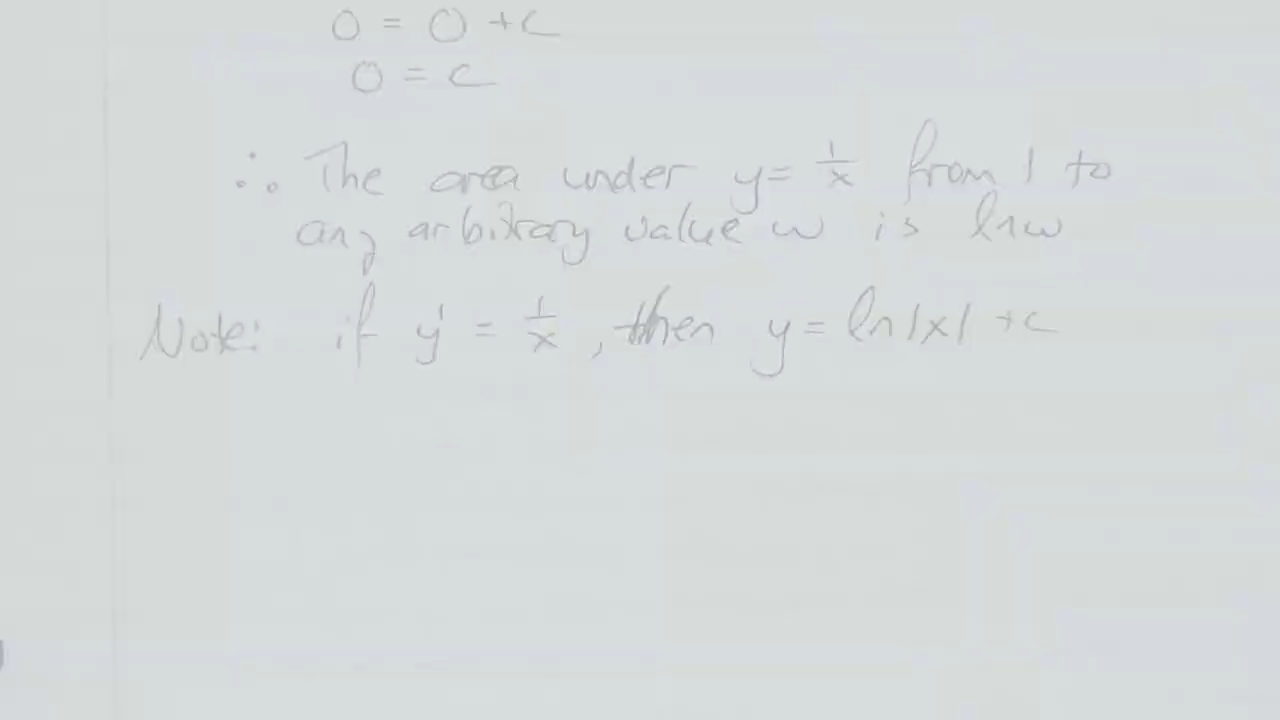 0 = 0 + c
0 = c
∴ The area under y = 1/x from 1 to
any arbitrary value w is ln w
Note: if y' = 1/x, then y = ln|x| + c